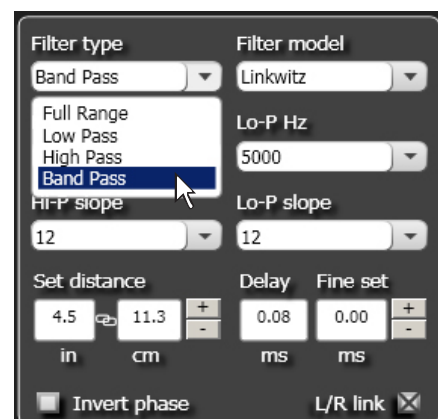 Filter type Filter model
Band Pass Linkwitz
Full Range
Low Pass
High Pass
Band Pass
Lo-P Hz
5000
Hi-P slope Lo-P slope
12 12
Set distance Delay Fine set
4.5 11.3 + - 0.08 0.00 + -
in cm ms ms
Invert phase L/R link